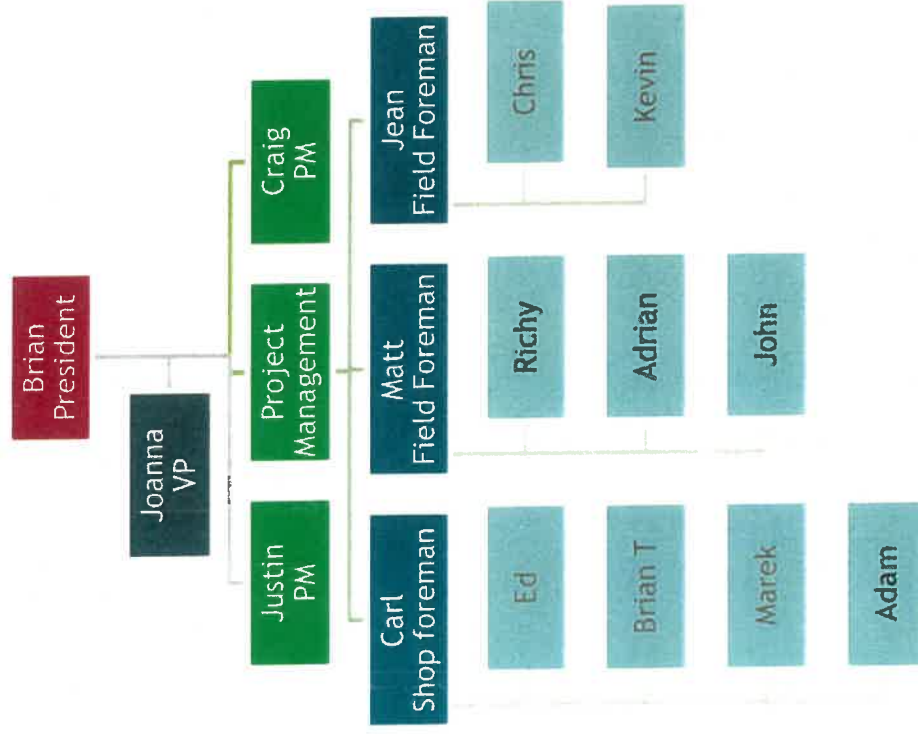 Brian
President
Joanna
VP
Justin
PM
Project
Management
Craig
PM
Carl
Shop foreman
Matt
Field Foreman
Jean
Field Foreman
Ed
Richy
Chris
Brian T
Adrian
Kevin
Marek
John
Adam